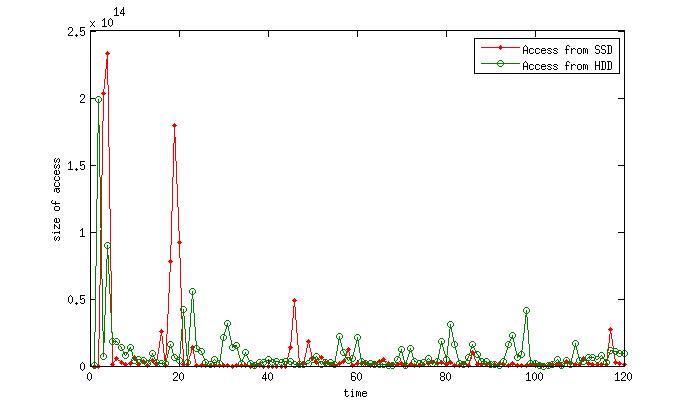 x 10^14
2.5
2
1.5
1
0.5
0
0 20 40 60 80 100 120
size of access
time
Access from SSD
Access from HDD